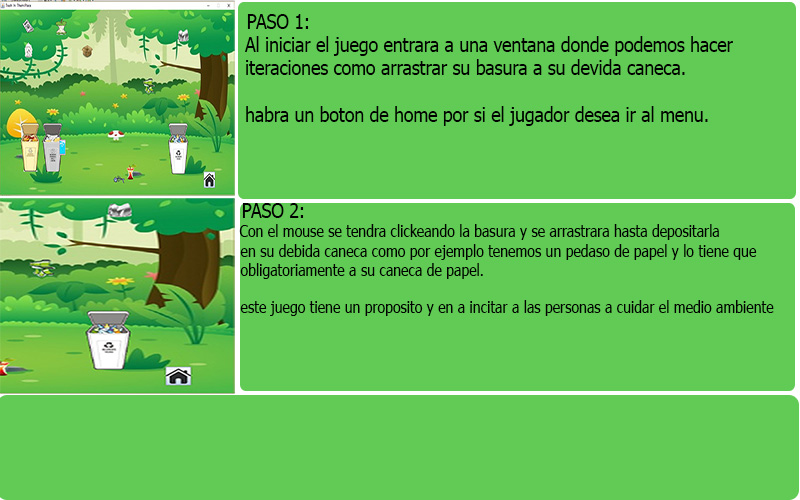 PASO 1:
Al iniciar el juego entrara a una ventana donde podemos hacer
iteraciones como arrastrar su basura a su devida caneca.
habra un boton de home por si el jugador desea ir al menu.
PASO 2:
Con el mouse se tendra clickeando la basura y se arrastrara hasta depositarla
en su debida caneca como por ejemplo tenemos un pedaso de papel y lo tiene que
obligatoriamente a su caneca de papel.
este juego tiene un proposito y en a incitar a las personas a cuidar el medio ambiente